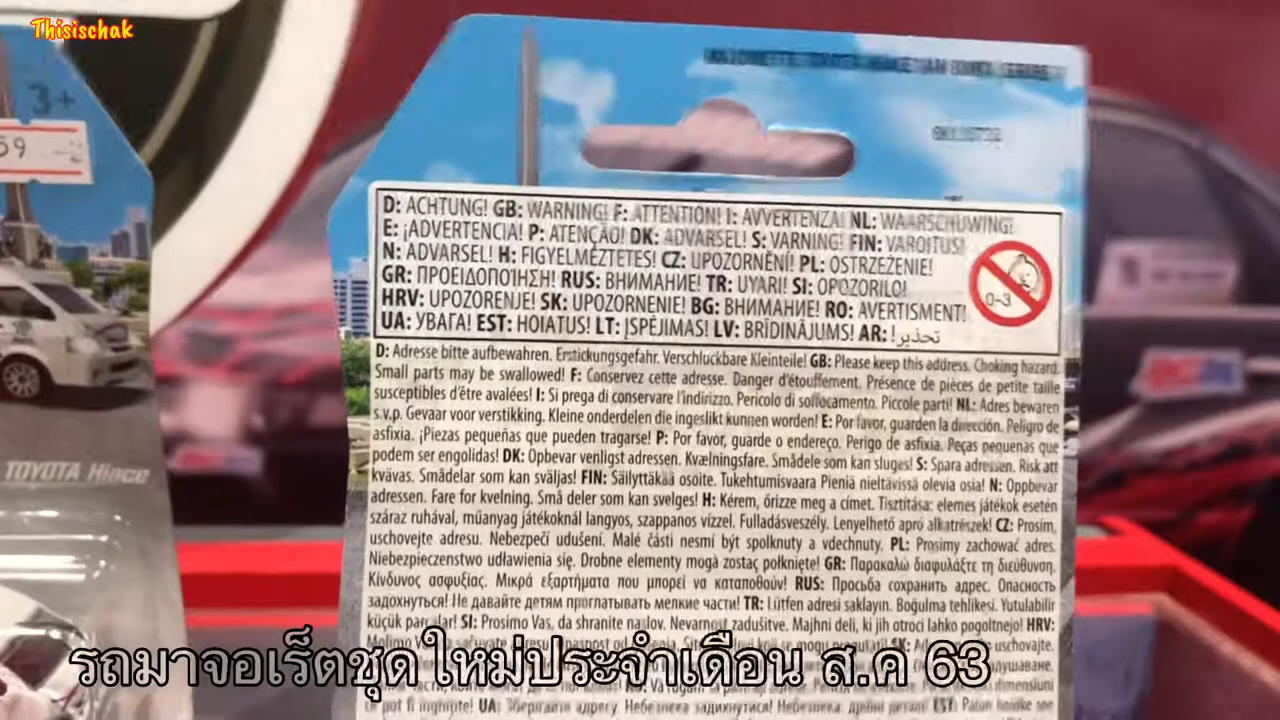 Thisischak
3+
59
TOYOTA Hiace
D: ACHTUNG! GB: WARNING! F: ATTENTION! I: AVVERTENZA! NL: WAARSCHUWING!
E: ¡ADVERTENCIA! P: ATENÇÃO! DK: ADVARSEL! S: VARNING! FIN: VAROITUS!
N: ADVARSEL! H: FIGYELMÉZTETES! CZ: UPOZORNĚNÍ! PL: OSTRZEŻENIE!
GR: ΠΡΟΕΙΔΟΠΟΊΗΣΗ! RUS: ВНИМАНИЕ! TR: UYARI! SI: OPOZORILO!
HRV: UPOZORENJE! SK: UPOZORNENIE! BG: ВНИМАНИЕ! RO: AVERTISMENT!
UA: УВАГА! EST: HOIATUS! LT: ĮSPĖJIMAS! LV: BRĪDINĀJUMS! AR: تحذير!
0-3
D: Adresse bitte aufbewahren. Erstickungsgefahr. Verschluckbare Kleinteile! GB: Please keep this address. Choking hazard.
Small parts may be swallowed! F: Conservez cette adresse. Danger d'étouffement. Présence de pièces de petite taille
susceptibles d'être avalées! I: Si prega di conservare l'indirizzo. Pericolo di soffocamento. Piccole parti! NL: Adres bewaren
s.v.p. Gevaar voor verstikking. Kleine onderdelen die ingeslikt kunnen worden! E: Por favor, guarden la dirección. Peligro de
asfixia. ¡Piezas pequeñas que pueden tragarse! P: Por favor, guarde o endereço. Perigo de asfixia. Peças pequenas que
podem ser engolidas! DK: Opbevar venligst adressen. Kvælningsfare. Smådele som kan sluges! S: Spara adressen. Risk att
kvävas. Smådelar som kan sväljas! FIN: Säilyttäkää osoite. Tukehtumisvaara Pieniä nieltävissä olevia osia! N: Oppbevar
adressen. Fare for kvelning. Små deler som kan svelges! H: Kérem, őrizze meg a címet. Tisztítása: elemes játékok esetén
száraz ruhával, műanyag játékoknál langyos, szappanos vízzel. Fulladásveszély. Lenyelhető apró alkatrészek! CZ: Prosím,
uschovejte adresu. Nebezpečí udušení. Malé části nesmí být spolknuty a vdechnuty. PL: Prosimy zachować adres.
Niebezpieczenstwo udławienia się. Drobne elementy mogą zostaç połknięte! GR: Παρακαλώ διαφυλάξτε τη διεύθυνση.
Κίνδυνος ασφυξίας. Μικρά εξαρτήματα που μπορεί να καταποθούν! RUS: Просьба сохранить адрес. Опасность
задохнуться! Не давайте детям проглатывать мелкие части! TR: Lütfen adresi saklayin. Boğulma tehlikesi. Yutulabilir
küçük parçalar! SI: Prosimo Vas, da shranite naslov. Nevarnost zadušitve. Majhni deli, ki jih otroci lahko pogoltnejo! HRV:
รถมาจอเร็ตชุดใหม่ประจำเดือน ส.ค 63